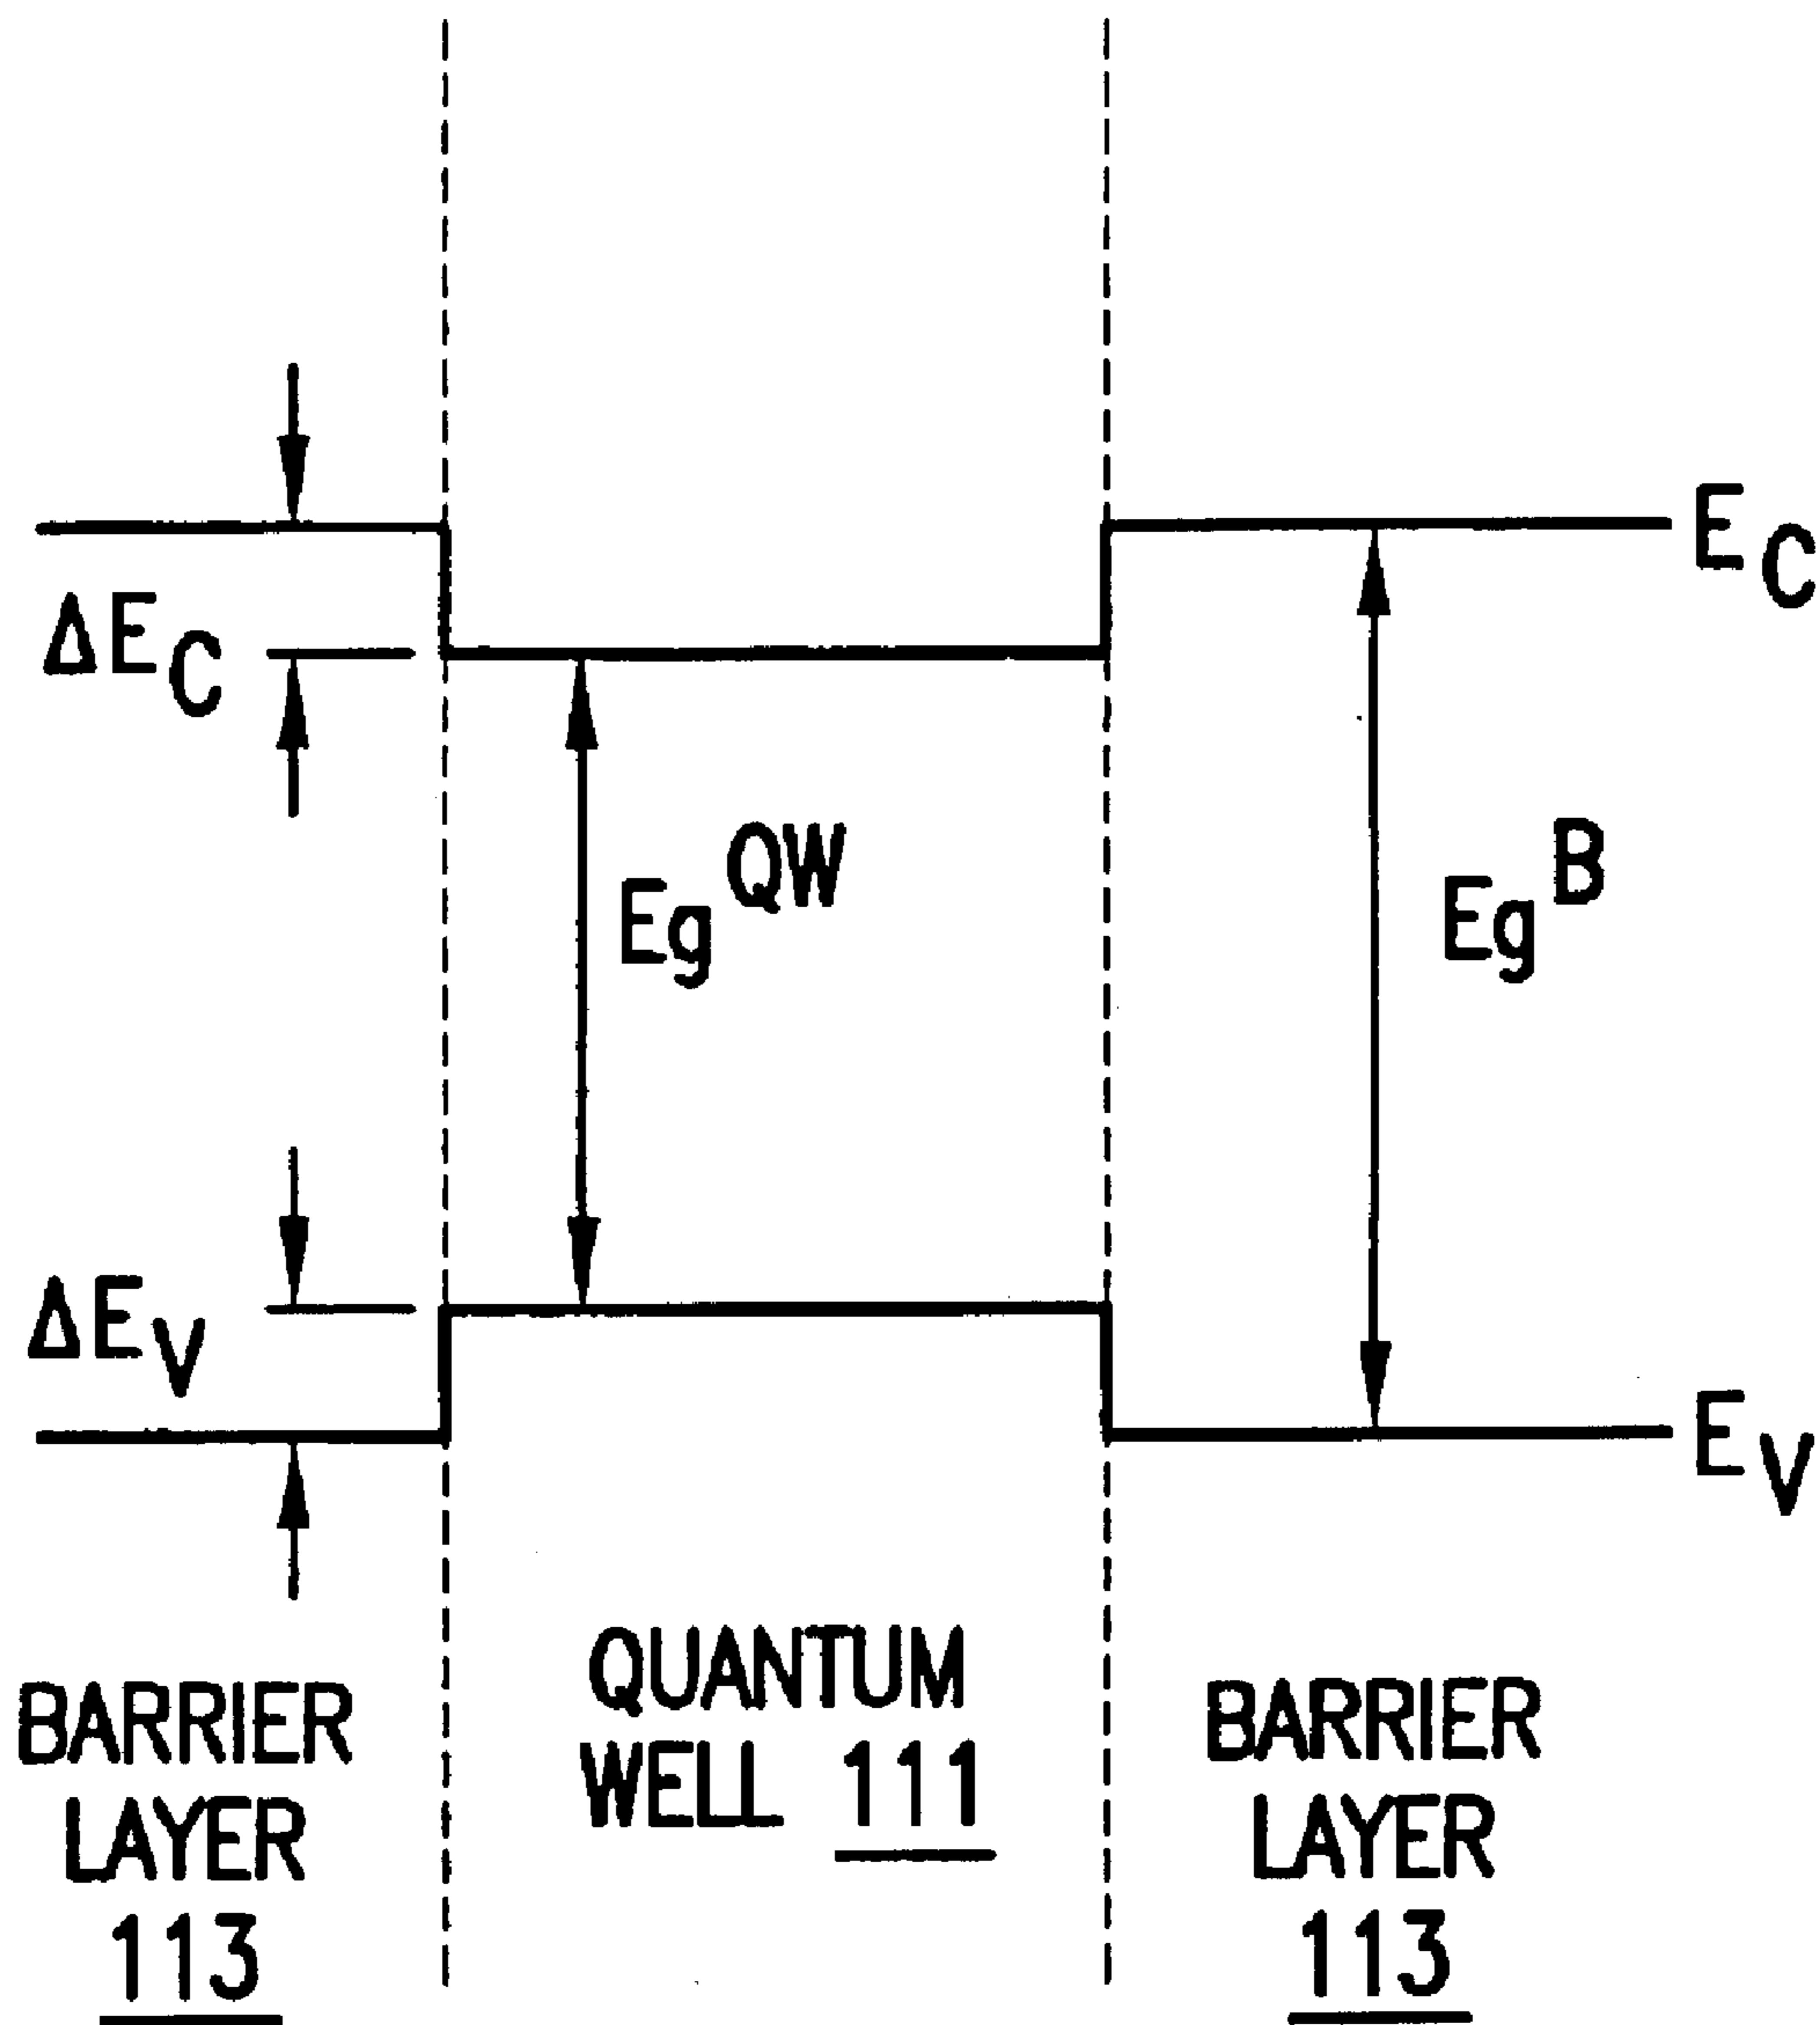 E_C
ΔE_C
Eg^QW
Eg^B
ΔE_V
E_V
BARRIER
LAYER
113
QUANTUM
WELL 111
BARRIER
LAYER
113